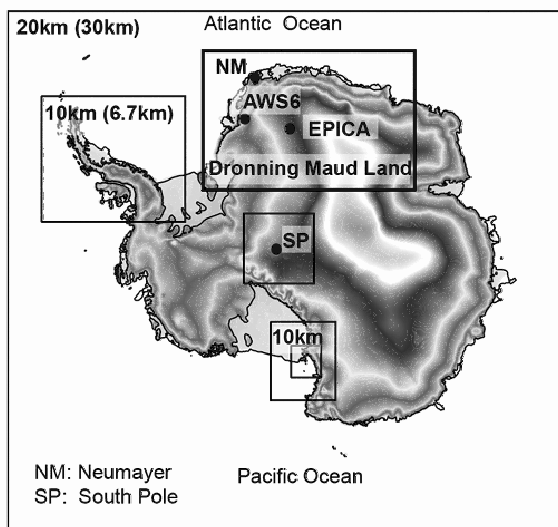 Atlantic Ocean
20km (30km)
NM
AWS6
10km (6.7km)
EPICA
Dronning Maud Land
SP
10km
NM: Neumayer
SP: South Pole
Pacific Ocean